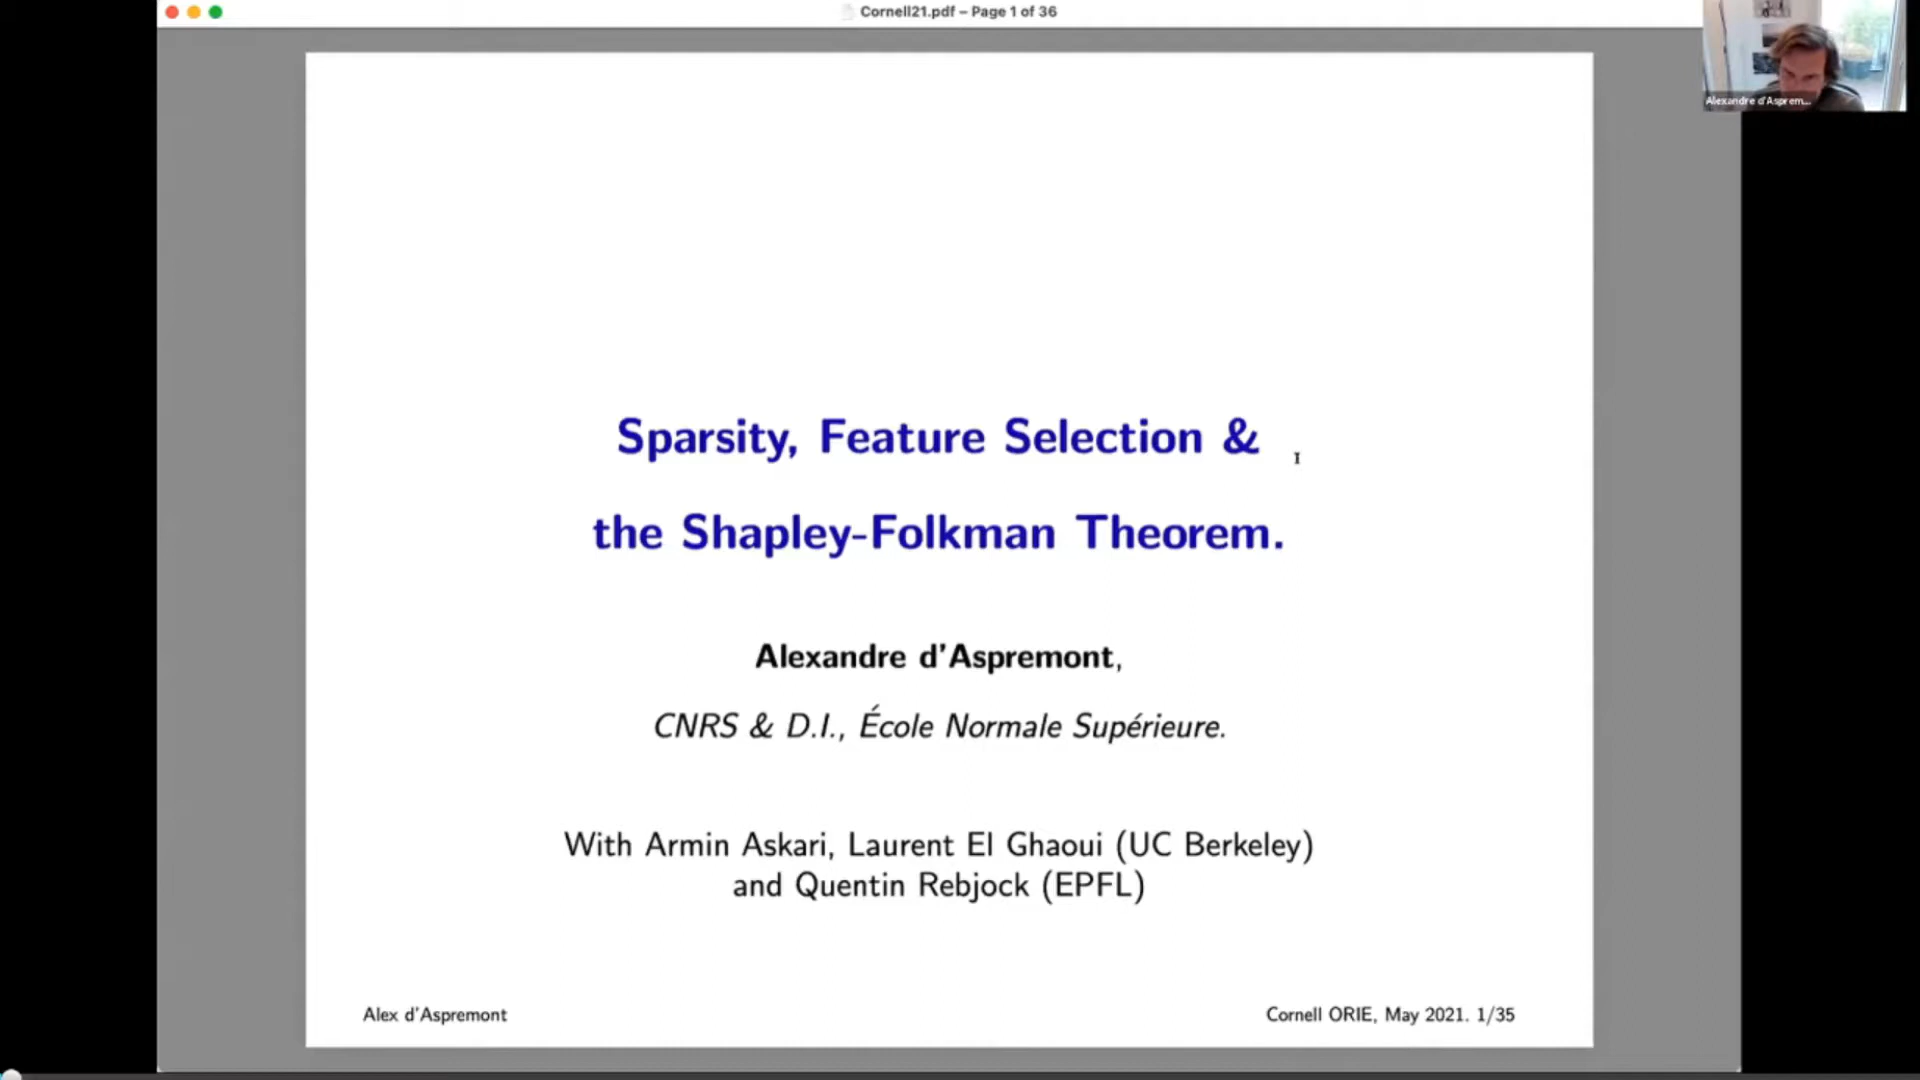 Cornell21.pdf – Page 1 of 36
Alexandre d'Asprem...
Sparsity, Feature Selection &
the Shapley-Folkman Theorem.
Alexandre d'Aspremont,
CNRS & D.I., École Normale Supérieure.
With Armin Askari, Laurent El Ghaoui (UC Berkeley)
and Quentin Rebjock (EPFL)
Alex d'Aspremont
Cornell ORIE, May 2021. 1/35